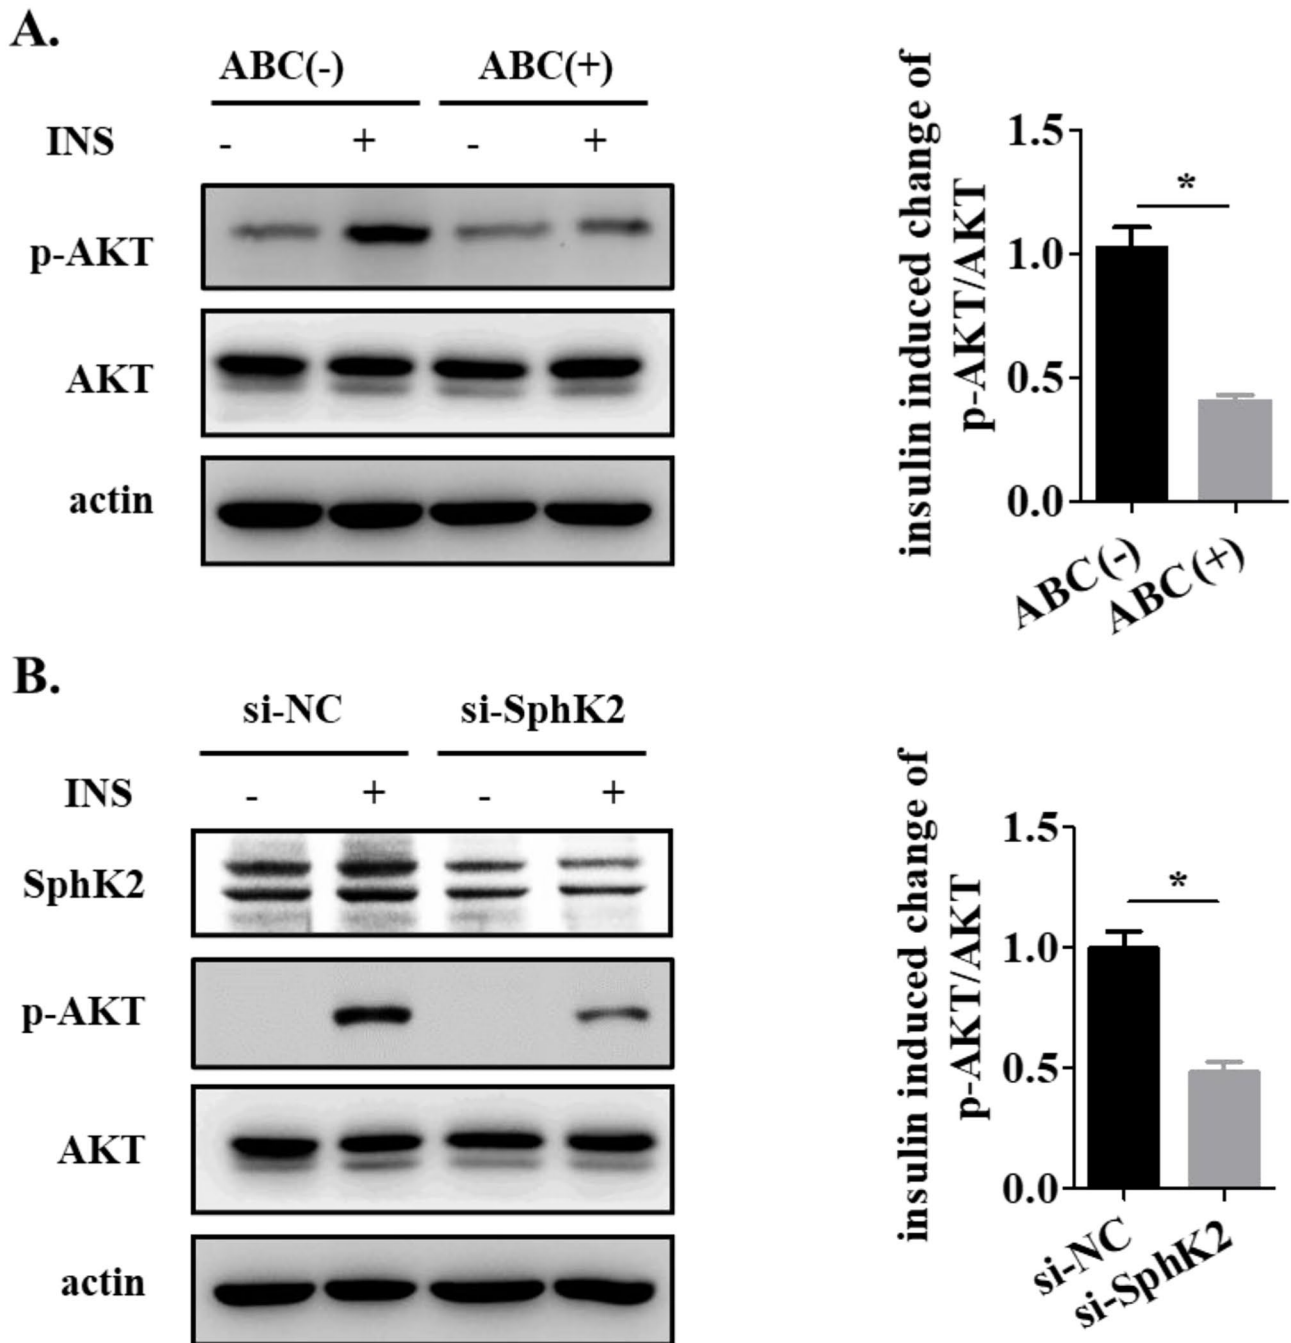 A.
ABC(-) ABC(+)
INS - + - +
p-AKT
AKT
actin
insulin induced change of
p-AKT/AKT
1.5
1.0
0.5
0.0
*
ABC(-)
ABC(+)
B.
si-NC si-SphK2
INS - + - +
SphK2
p-AKT
AKT
actin
insulin induced change of
p-AKT/AKT
1.5
1.0
0.5
0.0
*
si-NC
si-SphK2